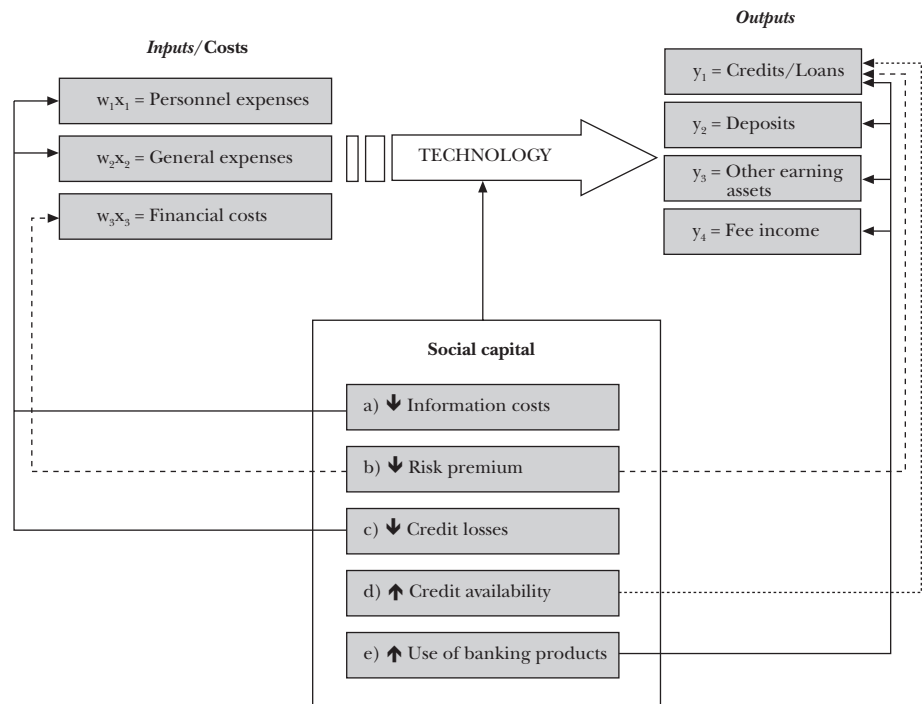 Inputs/Costs
w₁x₁ = Personnel expenses
w₂x₂ = General expenses
w₃x₃ = Financial costs
TECHNOLOGY
Outputs
y₁ = Credits/Loans
y₂ = Deposits
y₃ = Other earning
assets
y₄ = Fee income
Social capital
a) ↓ Information costs
b) ↓ Risk premium
c) ↓ Credit losses
d) ↑ Credit availability
e) ↑ Use of banking products